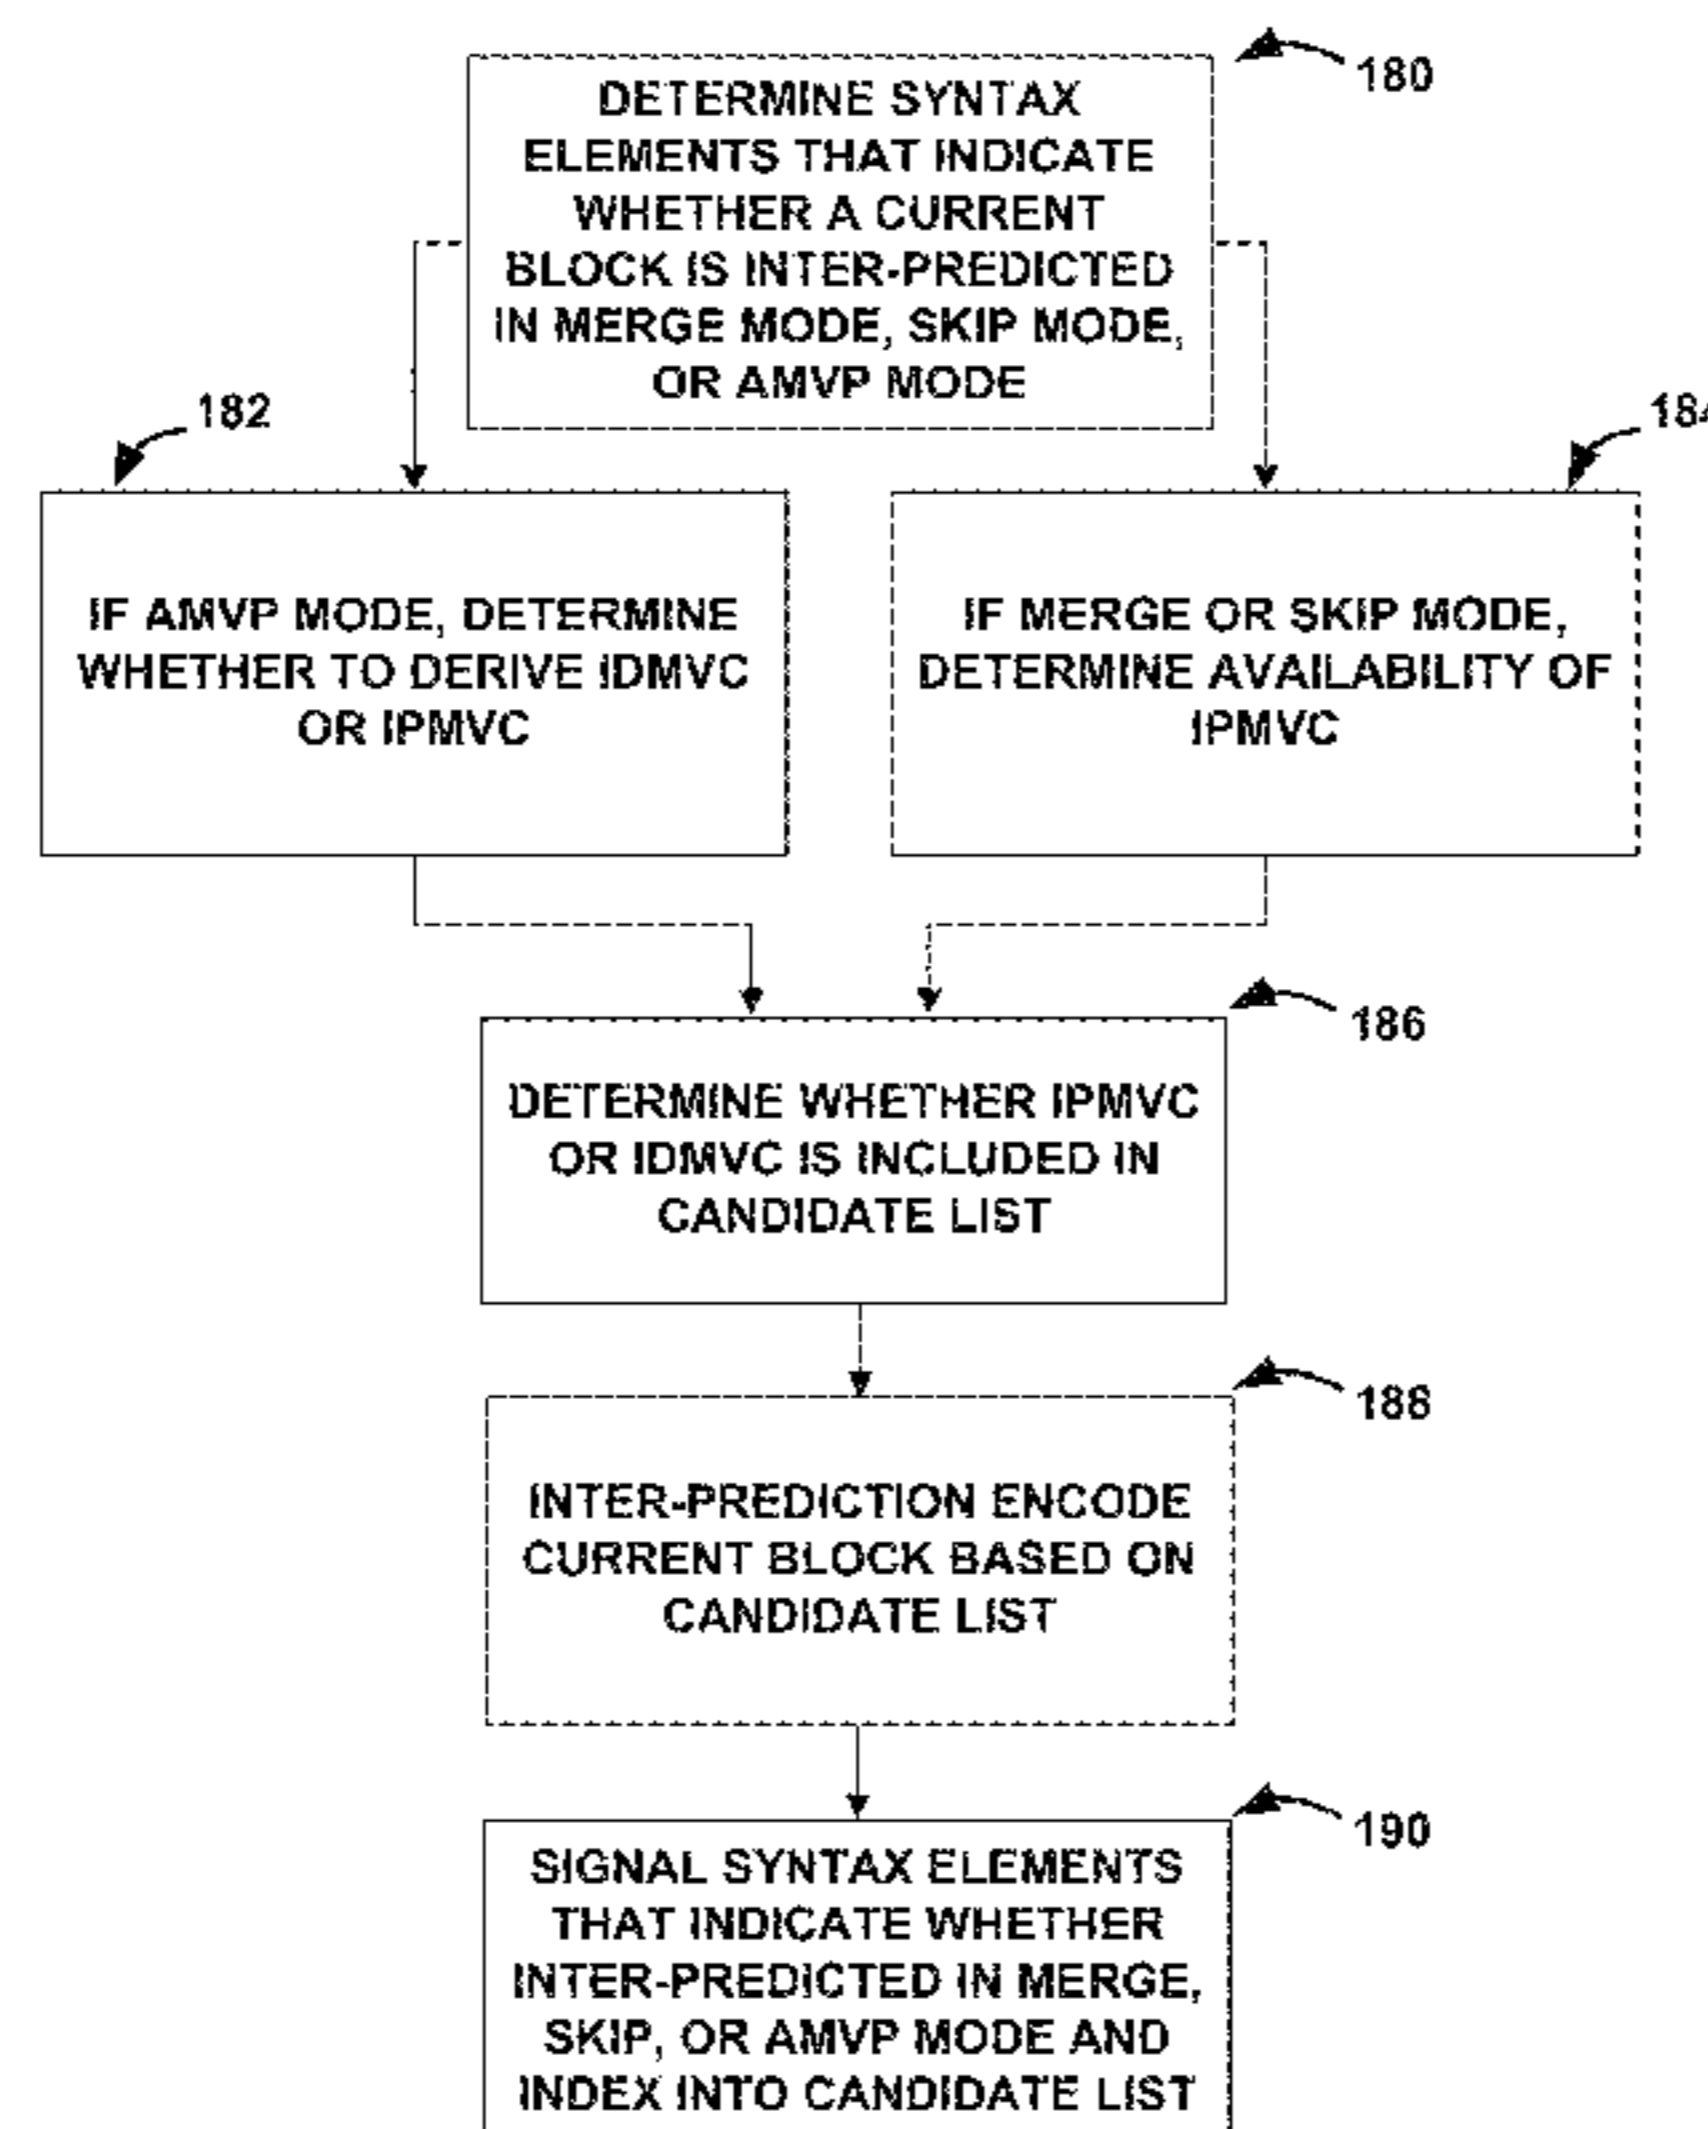 180
DETERMINE SYNTAX
ELEMENTS THAT INDICATE
WHETHER A CURRENT
BLOCK IS INTER-PREDICTED
IN MERGE MODE, SKIP MODE,
OR AMVP MODE
182
IF AMVP MODE, DETERMINE
WHETHER TO DERIVE IDMVC
OR IPMVC
184
IF MERGE OR SKIP MODE,
DETERMINE AVAILABILITY OF
IPMVC
186
DETERMINE WHETHER IPMVC
OR IDMVC IS INCLUDED IN
CANDIDATE LIST
188
INTER-PREDICTION ENCODE
CURRENT BLOCK BASED ON
CANDIDATE LIST
190
SIGNAL SYNTAX ELEMENTS
THAT INDICATE WHETHER
INTER-PREDICTED IN MERGE,
SKIP, OR AMVP MODE AND
INDEX INTO CANDIDATE LIST